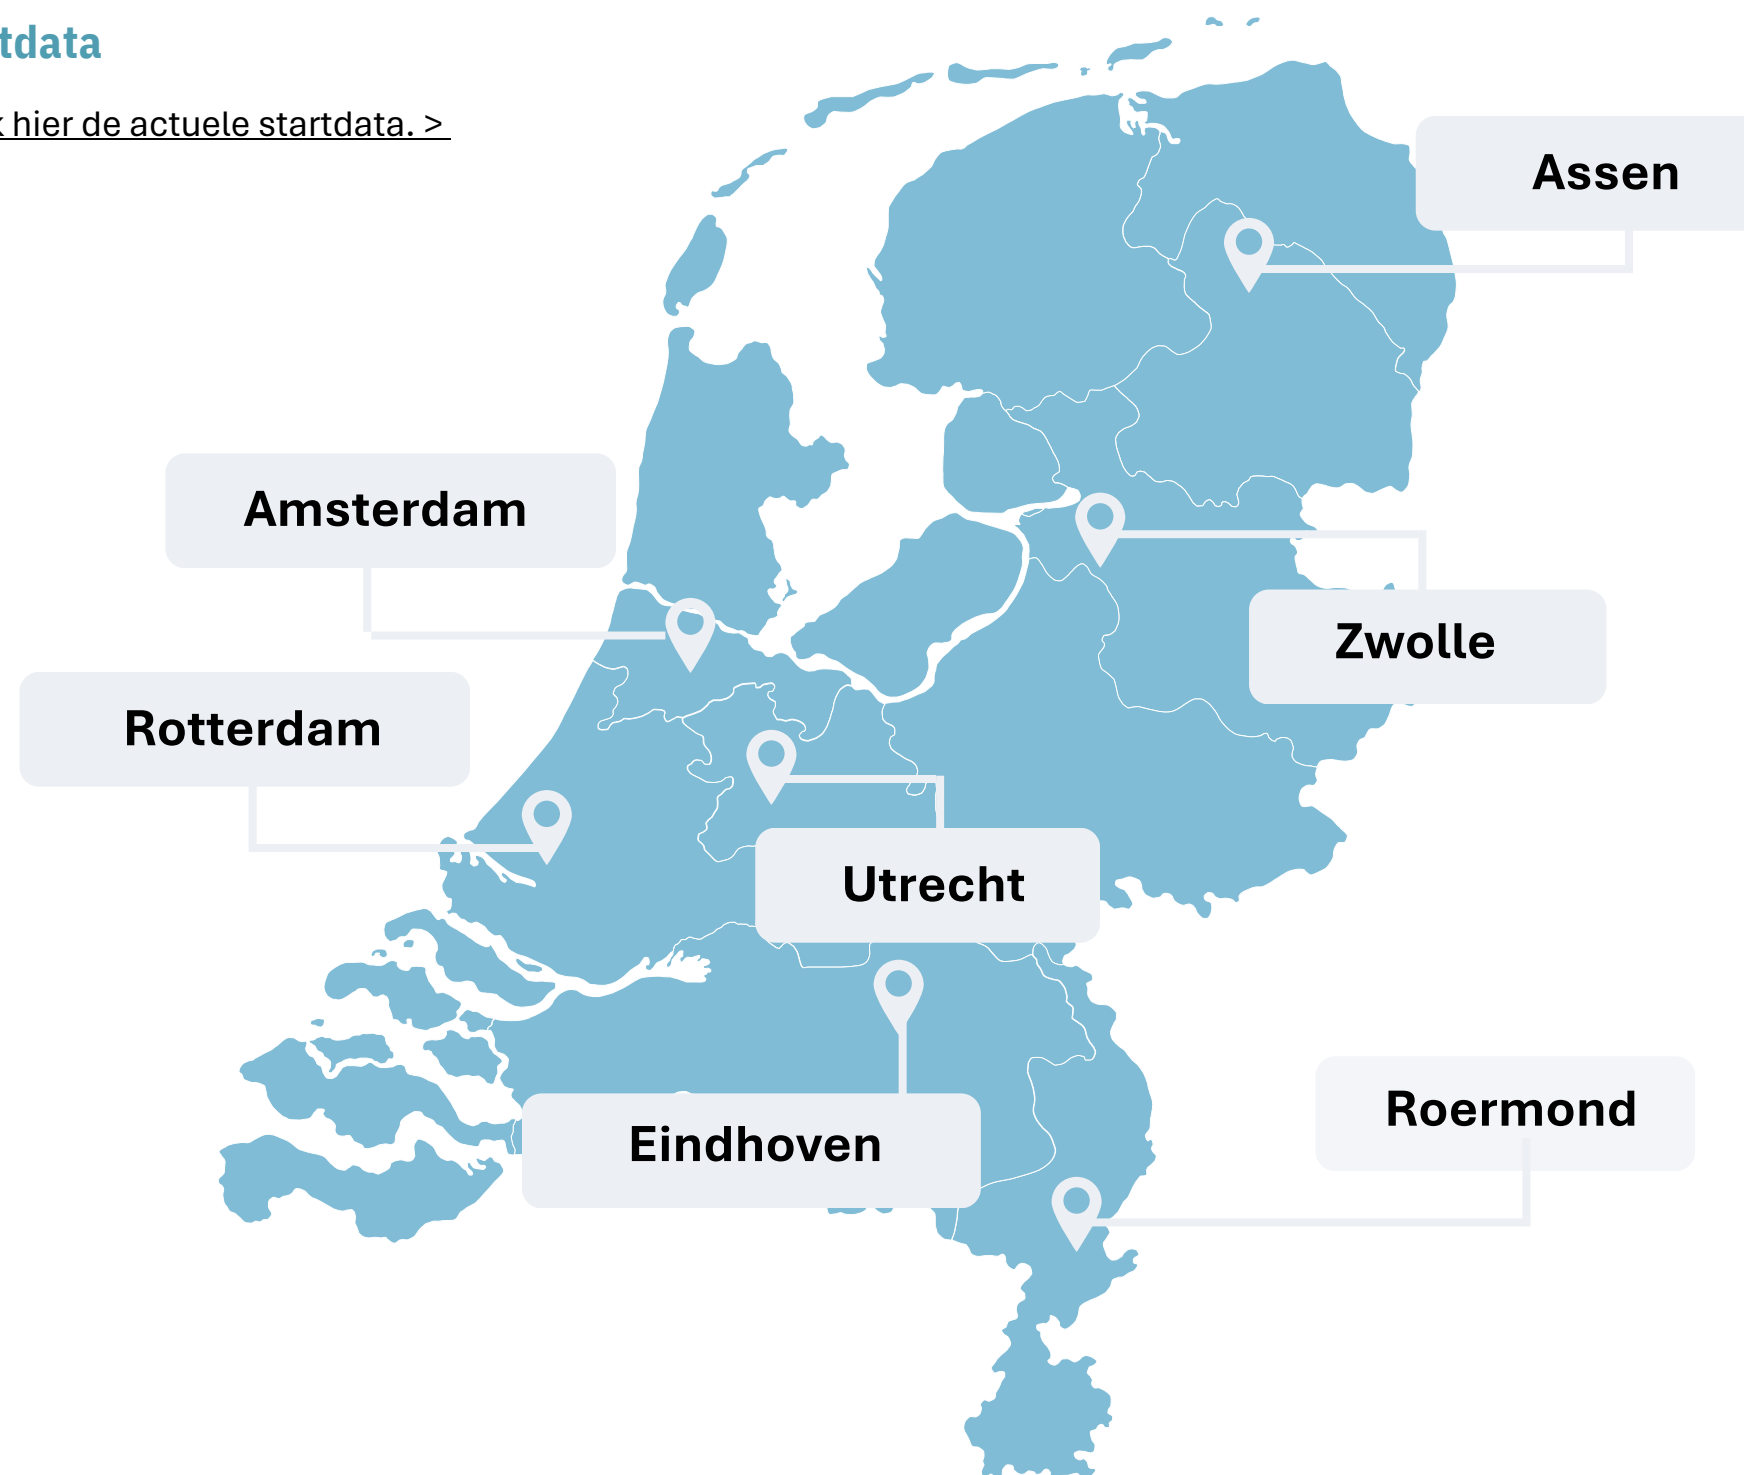 tdata
hier de actuele startdata. >
Assen
Amsterdam
Zwolle
Rotterdam
Utrecht
Roermond
Eindhoven